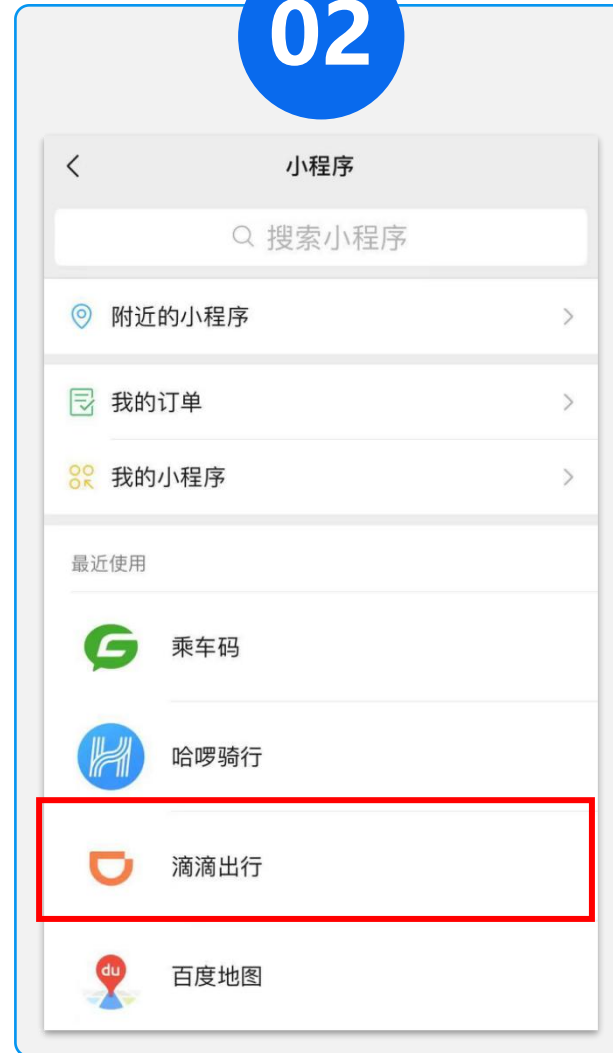 02
小程序
搜索小程序
附近的小程序
我的订单
我的小程序
最近使用
乘车码
哈啰骑行
滴滴出行
du
百度地图